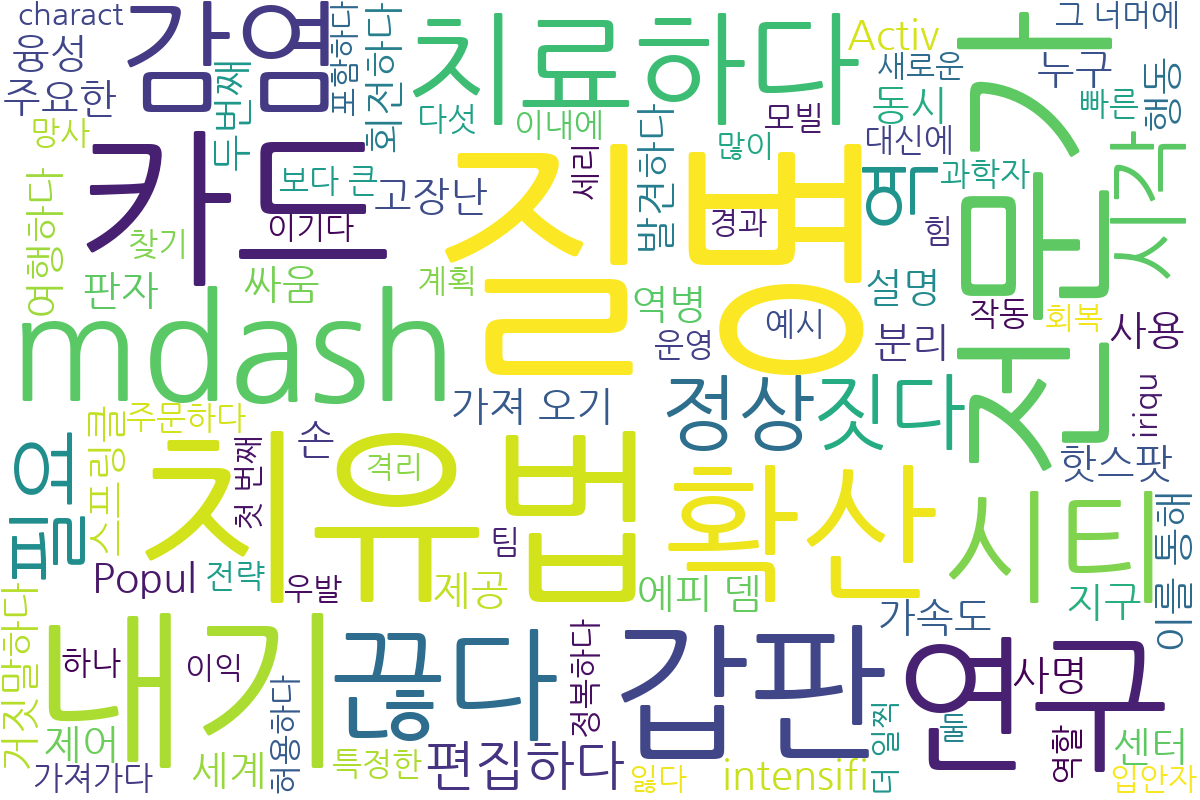 charact
감염
치료하다
Activ
전문가
그 너머에
융성
주요한
포함하다
회전하다
두번째
새로운
누구
행동
빠른
동시
다섯
이내에
모빌
망사
발견하다
많이
대신에
시각
카드
질병
역
과학자
보다 큰
고장난
세리
경과
힘
이기다
여행하다
찾기
판자
싸움
계획
역병
예시
설명
작동
회복
사용
mdash
운영
분리
가져 오기
정상
짓다
iriqu
주문하다
손
스프링클
필요
첫 번째
격리
치유법
확산
핫스팟
시티
팀
이를 통해
Popul
전략
우발
제공
에피 뎀
지구
가속도
거짓말하다
내기
하나
이익
끊다
정복하다
갑판
연구
사명
허용하다
제어
더 일찍
둘
역할
센터
가져가다
세계
특정한
편집하다
잃다
intensifi
입안자